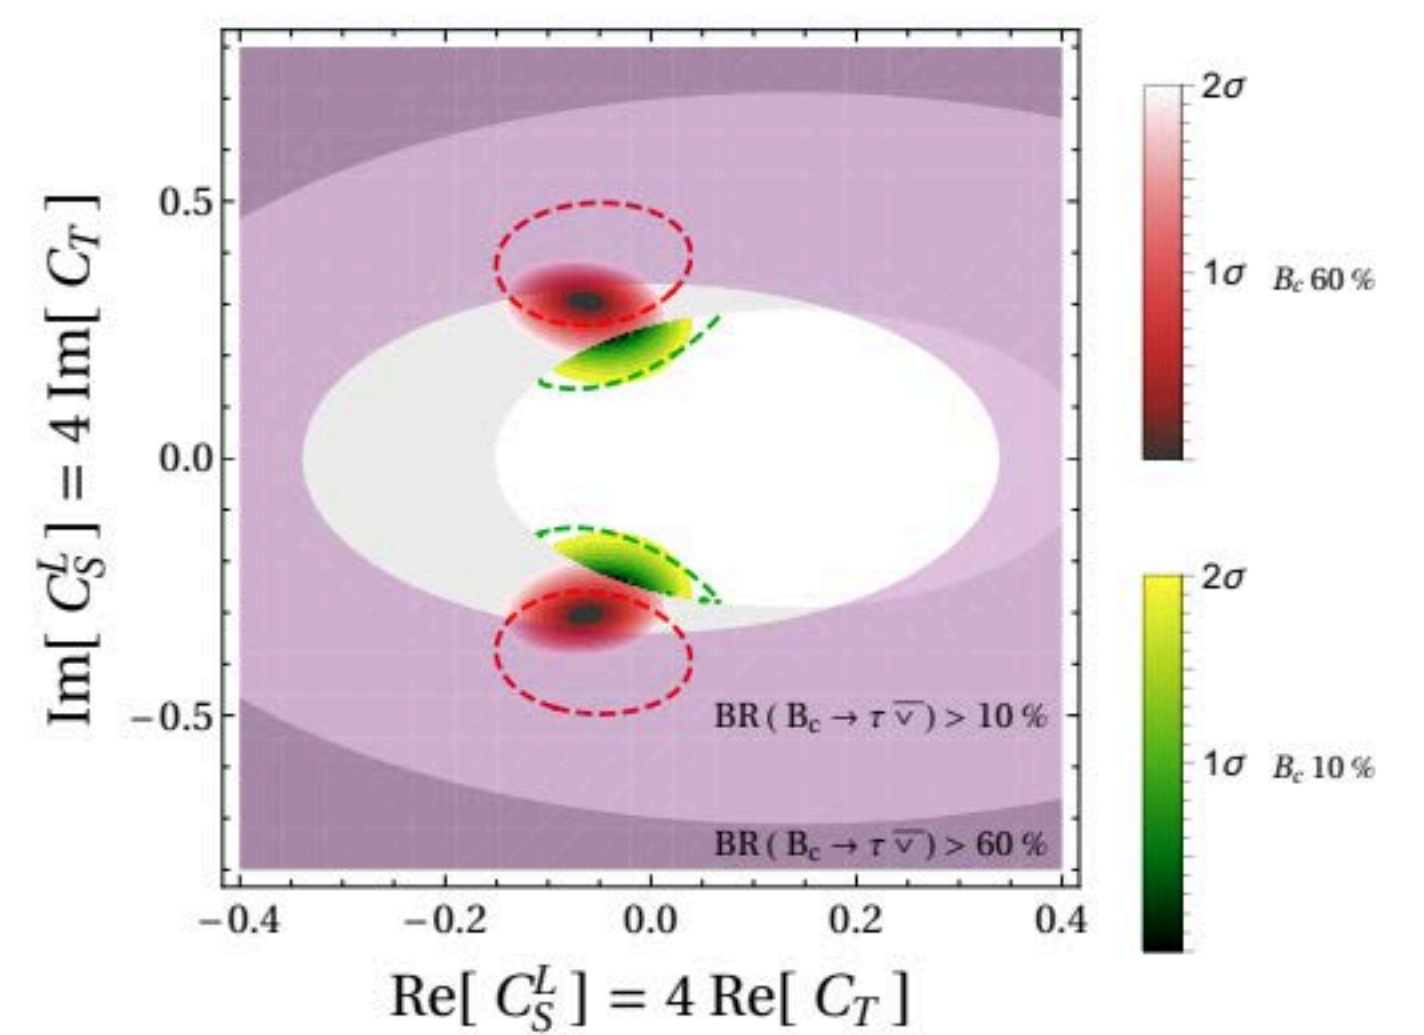 Im[ C_S^L ] = 4 Im[ C_T ]
0.5
0.0
−0.5
−0.4
−0.2
0.0
0.2
0.4
Re[ C_S^L ] = 4 Re[ C_T ]
BR ( B_c → τ ν̅ ) > 10 %
BR ( B_c → τ ν̅ ) > 60 %
2σ
1σ
B_c 60 %
2σ
1σ
B_c 10 %